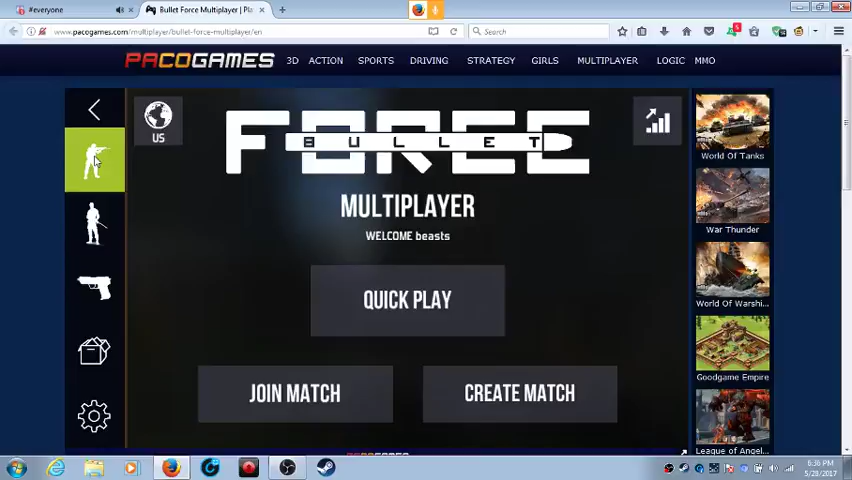 #everyone
Bullet Force Multiplayer | Pla
www.pacogames.com/multiplayer/bullet-force-multiplayer/en
Search
5
PACOGAMES
3D ACTION SPORTS DRIVING STRATEGY GIRLS MULTIPLAYER LOGIC MMO
US
FORCE
BULLET
MULTIPLAYER
WELCOME beasts
QUICK PLAY
JOIN MATCH
CREATE MATCH
World Of Tanks
War Thunder
World Of Warshi...
Goodgame Empire
League of Angel...
6:36 PM
5/28/2017